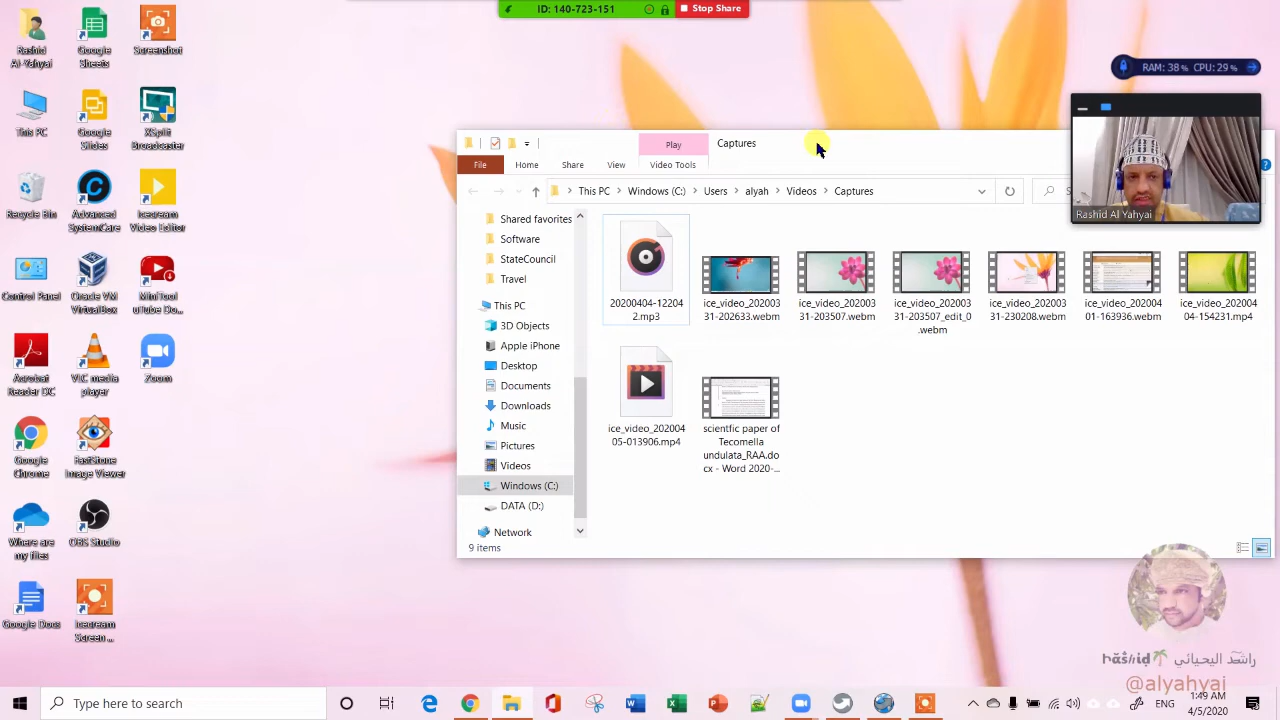 ID: 140-723-151
Stop Share
Rashid
Al-Yahyai
Google
Sheets
Screenshot
This PC
Google
Slides
XSplit
Broadcaster
Recycle Bin
Advanced
SystemCare
Icecream
Video Editor
Control Panel
Oracle VM
VirtualBox
MiniTool
uTube Do...
Acrobat
Reader DC
VLC media
player
Zoom
Google
Chrome
FastStone
Image Viewer
Where are
my files
OBS Studio
Google Docs
Icecream
Screen ...
RAM: 38 % CPU: 29 %
Rashid Al Yahyai
Play
Captures
File
Home
Share
View
Video Tools
This PC > Windows (C:) > Users > alyah > Videos > Captures
Shared favorites
Software
StateCouncil
Travel
This PC
3D Objects
Apple iPhone
Desktop
Documents
Downloads
Music
Pictures
Videos
Windows (C:)
DATA (D:)
Network
20200404-12204
2.mp3
ice_video_202003
31-202633.webm
ice_video_202003
31-203507.webm
ice_video_202003
31-203507_edit_0
.webm
ice_video_202003
31-230208.webm
ice_video_202004
01-163936.webm
ice_video_202004
04-154231.mp4
ice_video_202004
05-013906.mp4
scientfic paper of
Tecomella
undulata_RAA.do
cx - Word 2020-...
9 items
راشد اليحيائي
@alyahyai
Type here to search
ENG
1:49 AM
4/5/2020